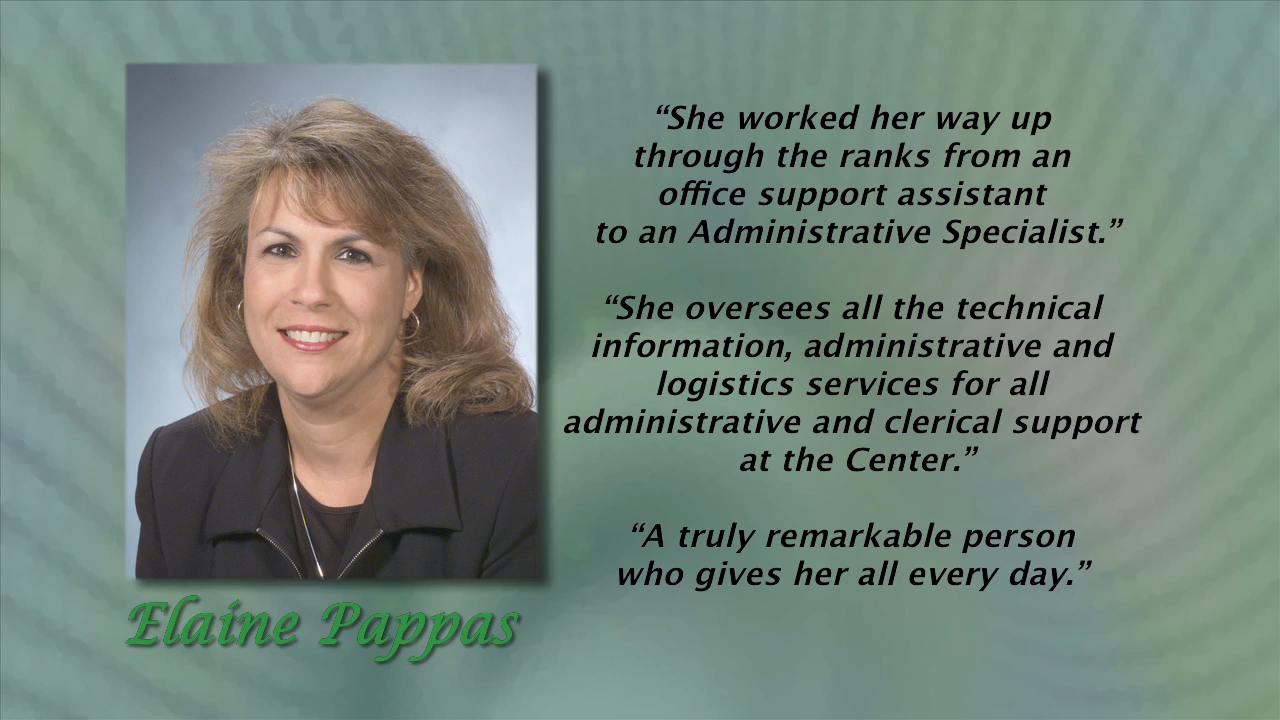 “She worked her way up
through the ranks from an
office support assistant
to an Administrative Specialist.”
“She oversees all the technical
information, administrative and
logistics services for all
administrative and clerical support
at the Center.”
“A truly remarkable person
who gives her all every day.”
Elaine Pappas